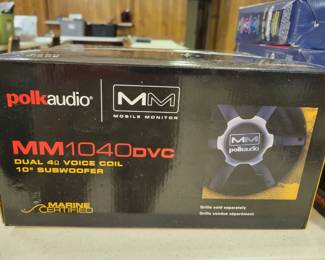 polkaudio®
MM
MOBILE MONITOR
MM1040DVC
DUAL 4Ω VOICE COIL
10" SUBWOOFER
MARINE
CERTIFIED
MM
polkaudio
Grille sold separately
Grille vendue séparément